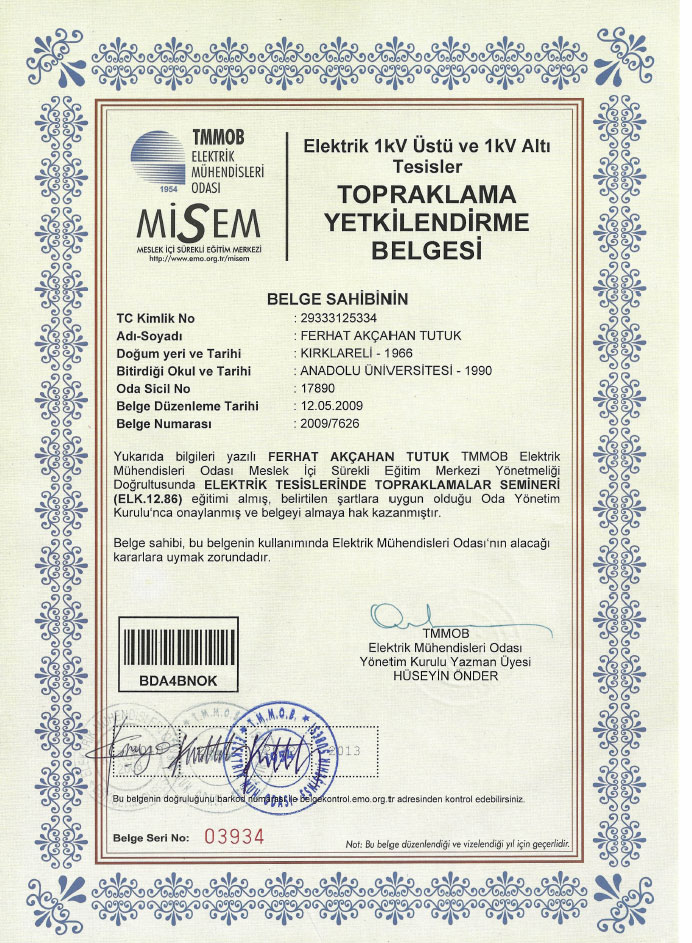 TMMOB
ELEKTRİK
MÜHENDİSLERİ
ODASI
1954
MİSEM
MESLEK İÇİ SÜREKLİ EĞİTİM MERKEZİ
http://www.emo.org.tr/misem
Elektrik 1kV Üstü ve 1kV Altı
Tesisler
TOPRAKLAMA
YETKİLENDİRME
BELGESİ
BELGE SAHİBİNİN
TC Kimlik No : 29333125334
Adı-Soyadı : FERHAT AKÇAHAN TUTUK
Doğum yeri ve Tarihi : KIRKLARELİ - 1966
Bitirdiği Okul ve Tarihi : ANADOLU ÜNİVERSİTESİ - 1990
Oda Sicil No : 17890
Belge Düzenleme Tarihi : 12.05.2009
Belge Numarası : 2009/7626
Yukarıda bilgileri yazılı FERHAT AKÇAHAN TUTUK TMMOB Elektrik
Mühendisleri Odası Meslek İçi Sürekli Eğitim Merkezi Yönetmeliği
Doğrultusunda ELEKTRİK TESİSLERİNDE TOPRAKLAMALAR SEMİNERİ
(ELK.12.86) eğitimi almış, belirtilen şartlara uygun olduğu Oda Yönetim
Kurulu'nca onaylanmış ve belgeyi almaya hak kazanmıştır.
Belge sahibi, bu belgenin kullanımında Elektrik Mühendisleri Odası'nın alacağı
kararlara uymak zorundadır.
TMMOB
Elektrik Mühendisleri Odası
Yönetim Kurulu Yazman Üyesi
HÜSEYİN ÖNDER
BDA4BNOK
T.M.M.O.B.
1954
2013
Bu belgenin doğruluğunu barkod numarası ile belgekontrol.emo.org.tr adresinden kontrol edebilirsiniz.
Belge Seri No: 03934
Not: Bu belge düzenlendiği ve vizelendiği yıl için geçerlidir.